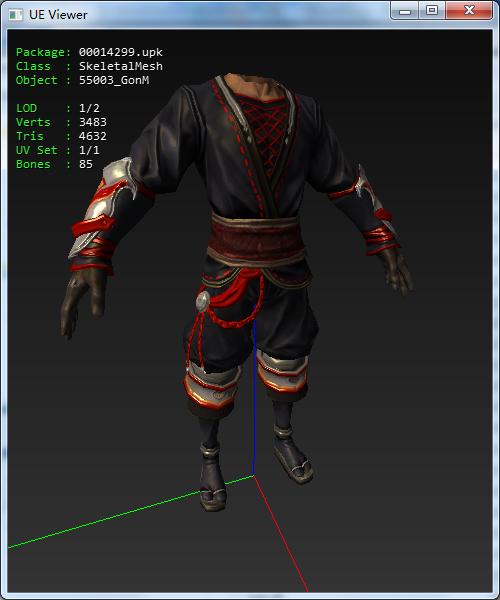 UE Viewer
Package: 00014299.upk
Class  : SkeletalMesh
Object : 55003_GonM
LOD    : 1/2
Verts  : 3483
Tris   : 4632
UV Set : 1/1
Bones  : 85